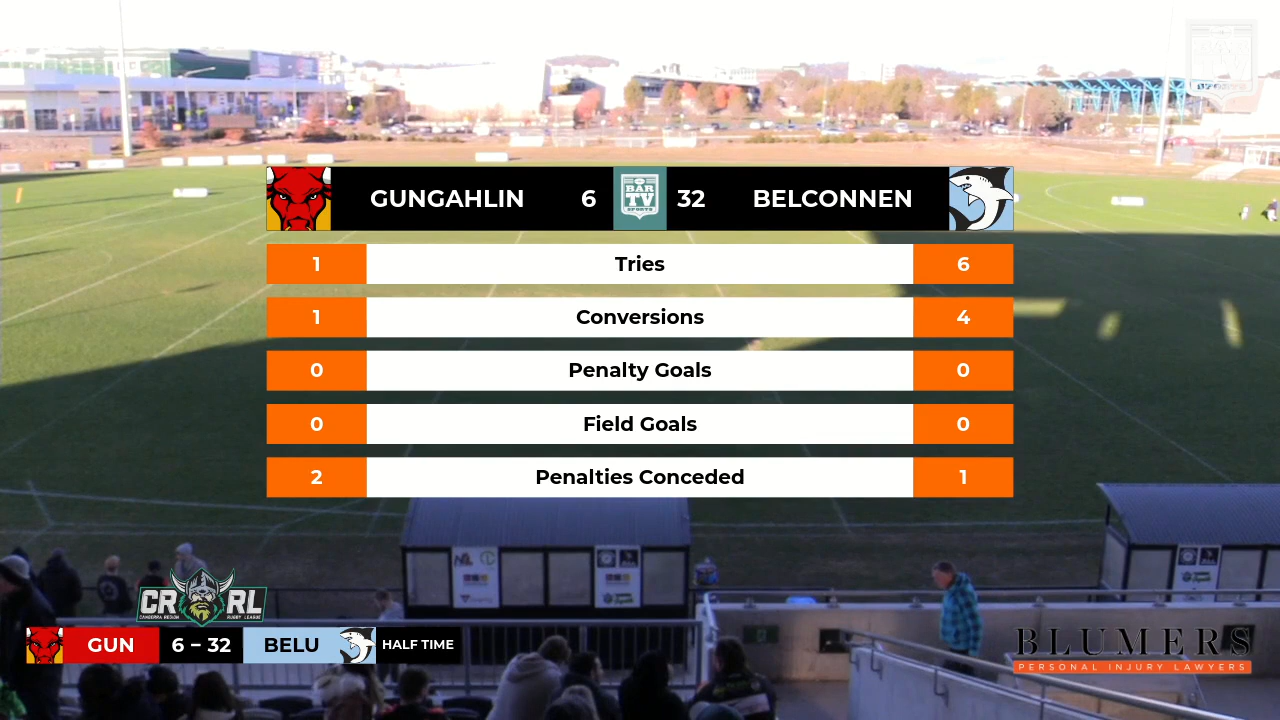 GUNGAHLIN 6 BAR TV SPORTS 32 BELCONNEN
1 Tries 6
1 Conversions 4
0 Penalty Goals 0
0 Field Goals 0
2 Penalties Conceded 1
CR RL
CANBERRA REGION RUGBY LEAGUE
GUN 6 – 32 BELU HALF TIME
BLUMERS
PERSONAL INJURY LAWYERS